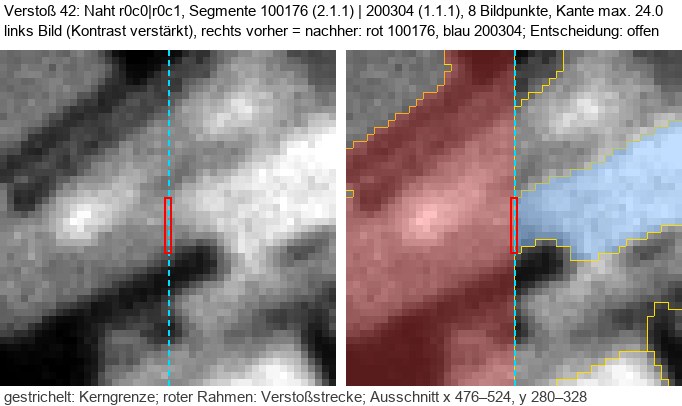 Verstoß 42: Naht r0c0|r0c1, Segmente 100176 (2.1.1) | 200304 (1.1.1), 8 Bildpunkte, Kante max. 24.0
links Bild (Kontrast verstärkt), rechts vorher = nachher: rot 100176, blau 200304; Entscheidung: offen
gestrichelt: Kerngrenze; roter Rahmen: Verstoßstrecke; Ausschnitt x 476–524, y 280–328